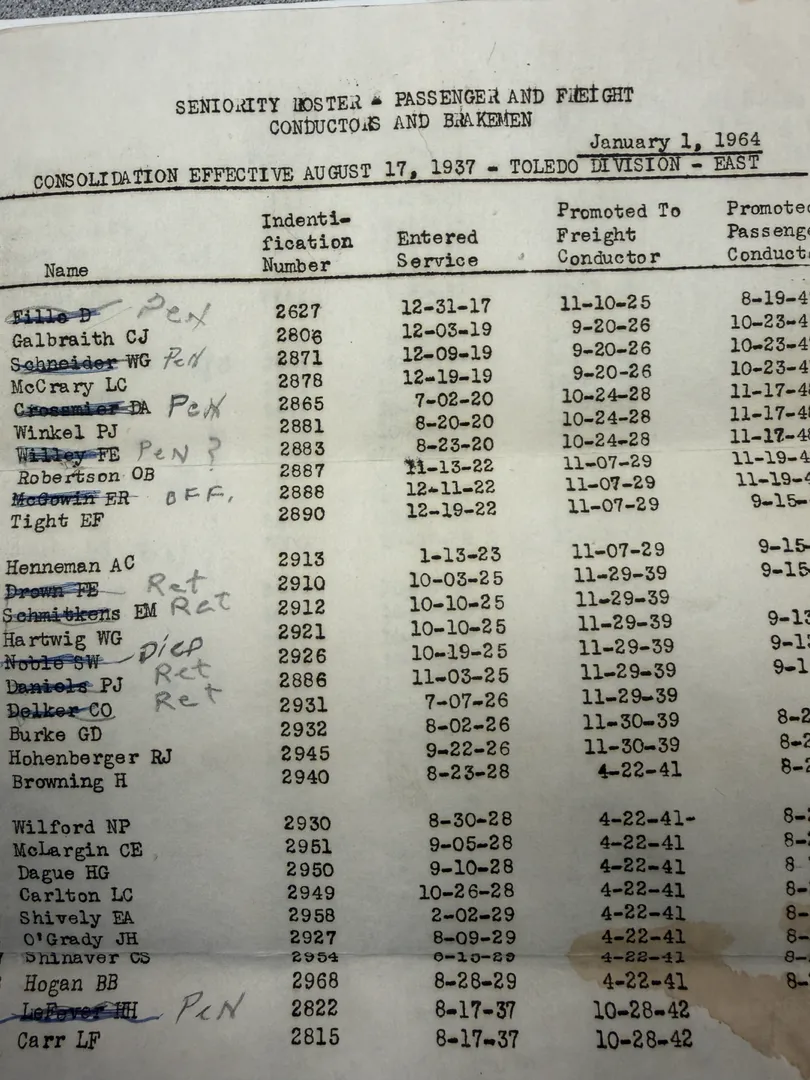 SENIORITY ROSTER - PASSENGER AND FREIGHT
CONDUCTORS AND BRAKEMEN
January 1, 1964
CONSOLIDATION EFFECTIVE AUGUST 17, 1937 - TOLEDO DIVISION - EAST
Indenti- Promoted To Promote
fication Entered Freight Passeng
Name Number Service Conductor Conduct
PeN 2627 12-31-17 11-10-25 8-19-4
Galbraith CJ 2806 12-03-19 9-20-26 10-23-4
Schneider WG PeN 2871 12-09-19 9-20-26 10-23-4
McCrary LC 2878 12-19-19 9-20-26 10-23-4
DA PeN 2865 7-02-20 10-24-28 11-17-4
Winkel PJ 2881 8-20-20 10-24-28 11-17-4
Willey FE PeN ? 2883 8-23-20 10-24-28 11-17-4
Robertson OB 2887 11-13-22 11-07-29 11-19-4
McGowin ER OFF. 2888 12-11-22 11-07-29 11-19-4
Tight EF 2890 12-19-22 11-07-29 9-15-
Henneman AC 2913 1-13-23 11-07-29 9-15-
FE Ret 2910 10-03-25 11-29-39 9-15
Schmitkens EM Ret 2912 10-10-25 11-29-39
Hartwig WG 2921 10-10-25 11-29-39 9-1
Noble SW DIED 2926 10-19-25 11-29-39 9-1
Daniels PJ Ret 2886 11-03-25 11-29-39 9-1
Delker CO Ret 2931 7-07-26 11-29-39
Burke GD 2932 8-02-26 11-30-39 8-2
Hohenberger RJ 2945 9-22-26 11-30-39 8-2
Browning H 2940 8-23-28 4-22-41 8-2
Wilford NP 2930 8-30-28 4-22-41- 8-
McLargin CE 2951 9-05-28 4-22-41 8-
Dague HG 2950 9-10-28 4-22-41 8
Carlton LC 2949 10-26-28 4-22-41 8-
Shively EA 2958 2-02-29 4-22-41 8-
O'Grady JH 2927 8-09-29 4-22-41 8-
Shinaver CS 2954 8-10-29 4-22-41 8-
Hogan BB 2968 8-28-29 4-22-41 8-
LeFever HH PeN 2822 8-17-37 10-28-42
Carr LF 2815 8-17-37 10-28-42